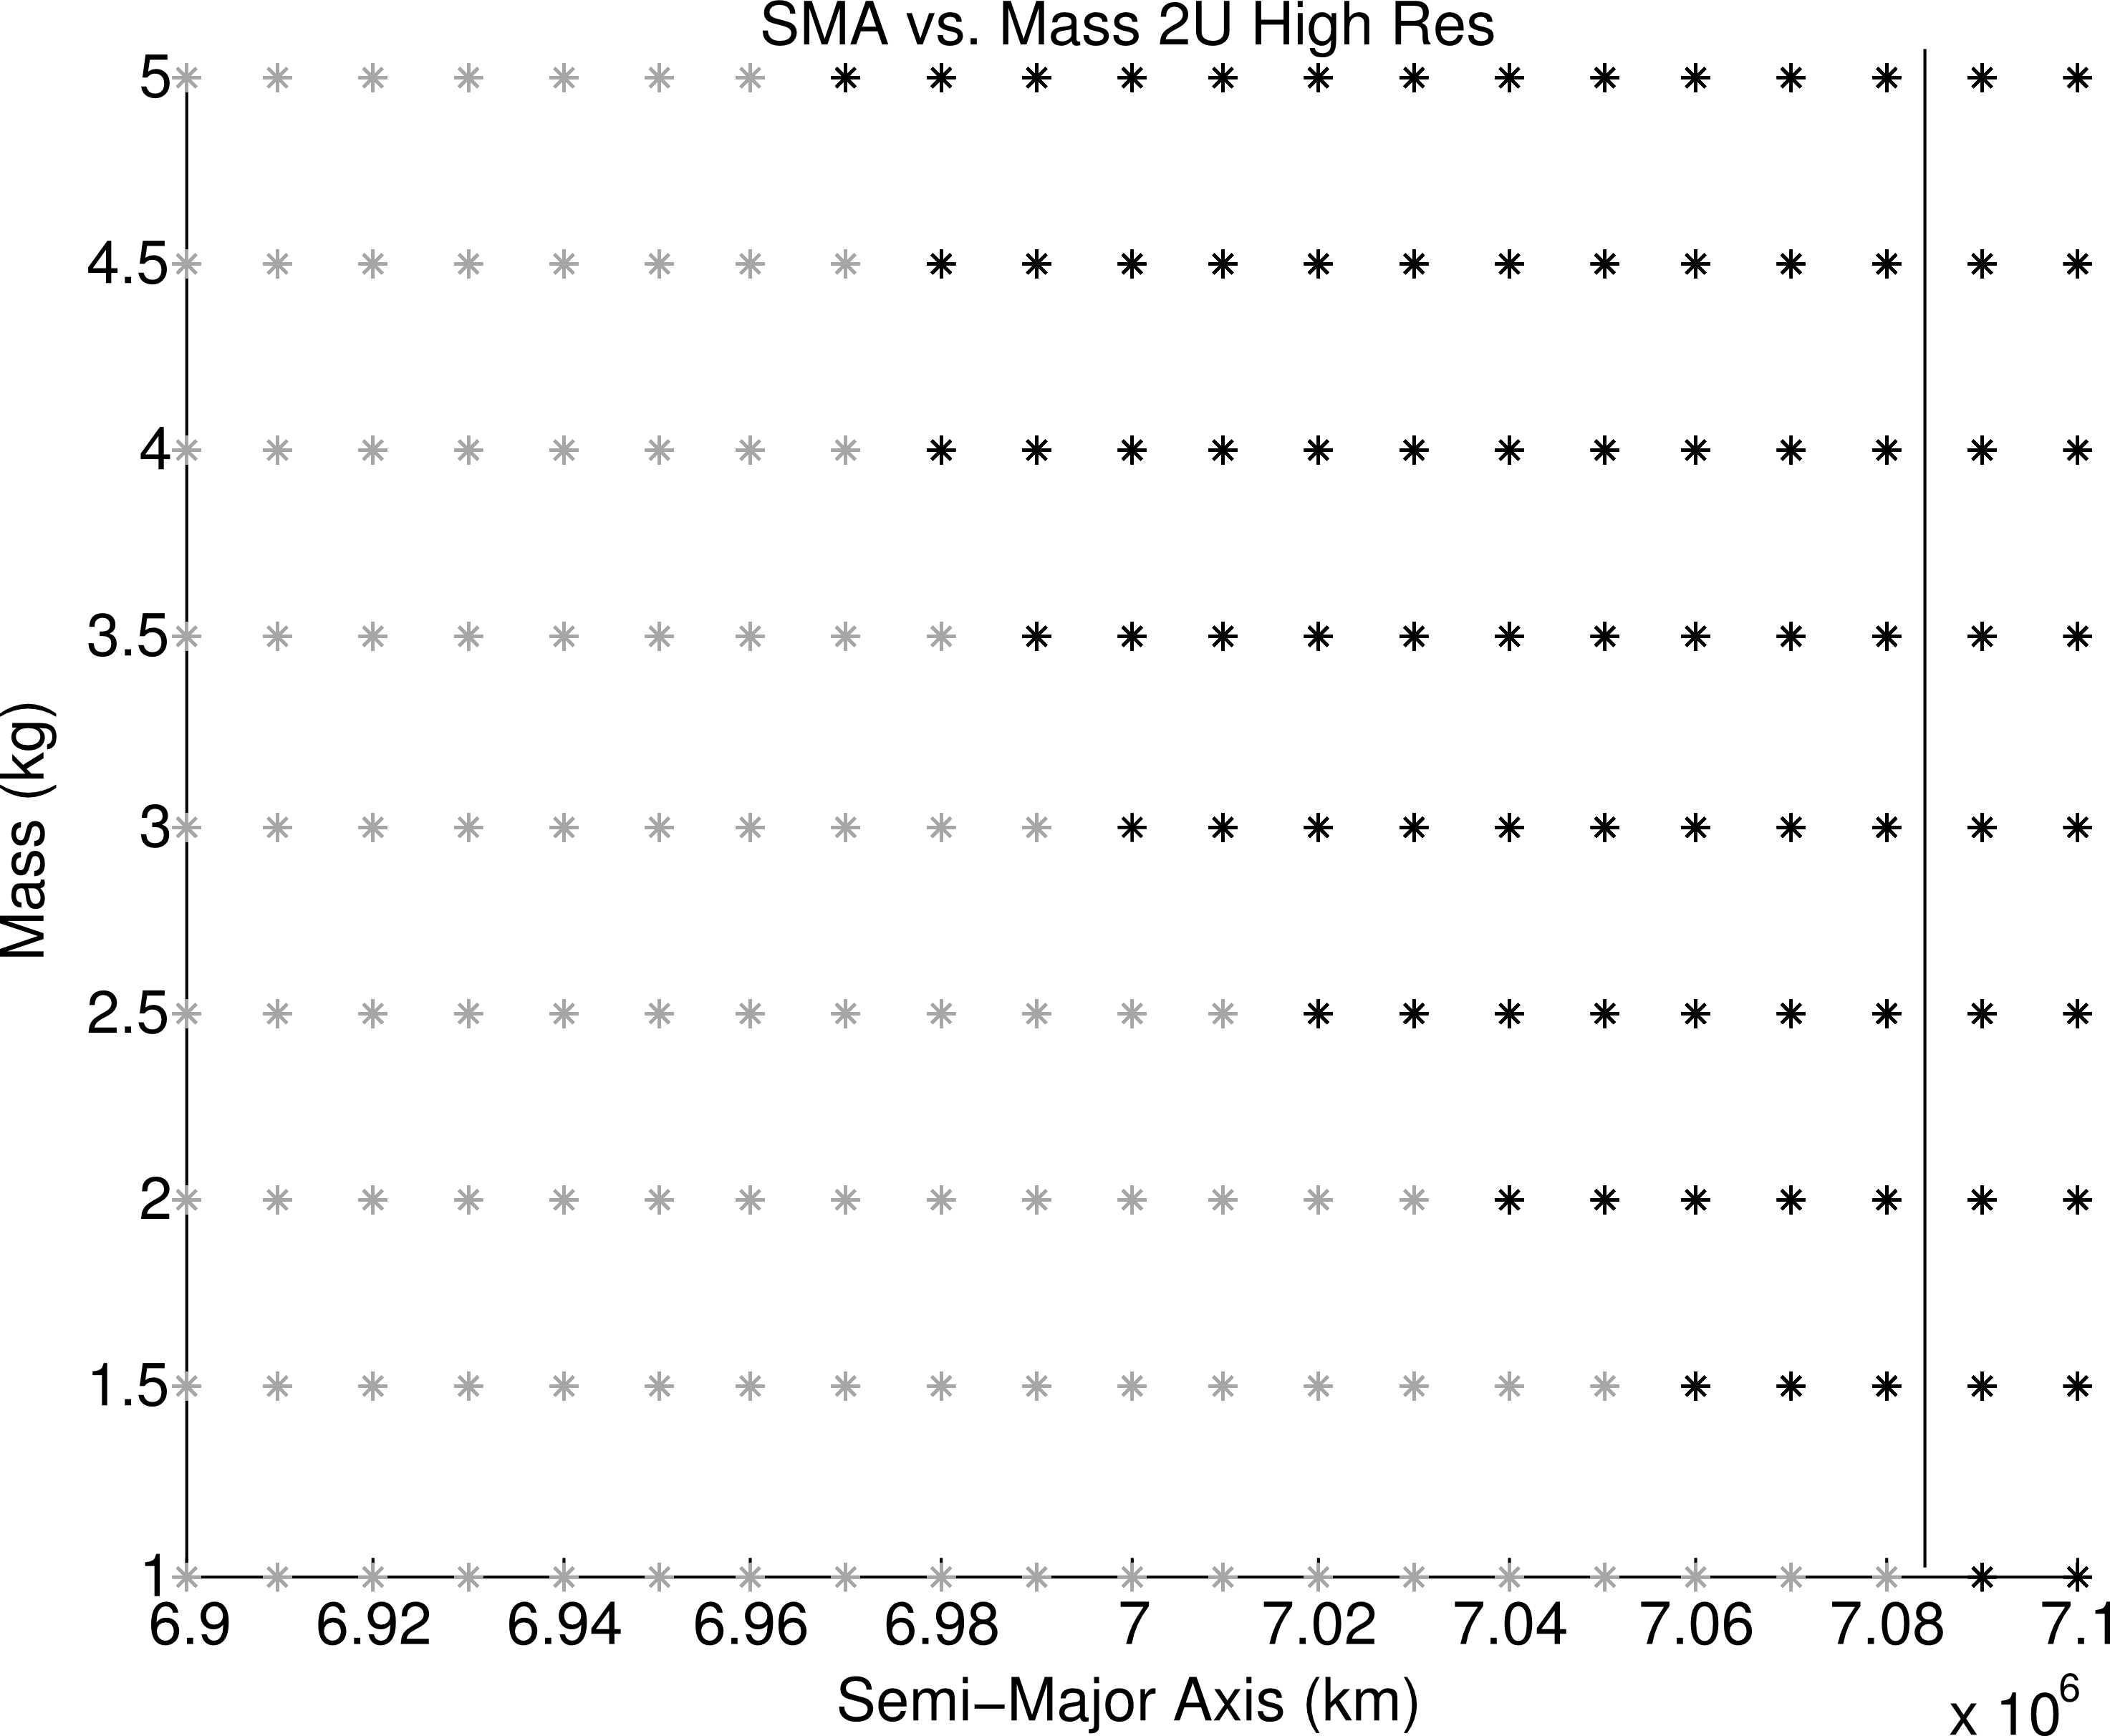 SMA vs. Mass 2U High Res
5
4.5
4
3.5
3
2.5
2
1.5
1
Mass (kg)
6.9 6.92 6.94 6.96 6.98 7 7.02 7.04 7.06 7.08 7.1
Semi−Major Axis (km)
x 10^6